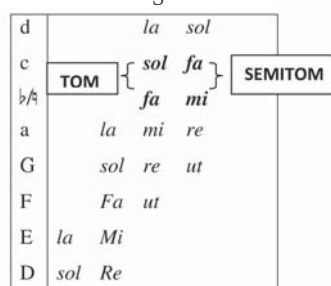 d la sol
c TOM { sol fa } SEMITOM
♭/♮ fa mi
a la mi re
G sol re ut
F Fa ut
E la Mi
D sol Re